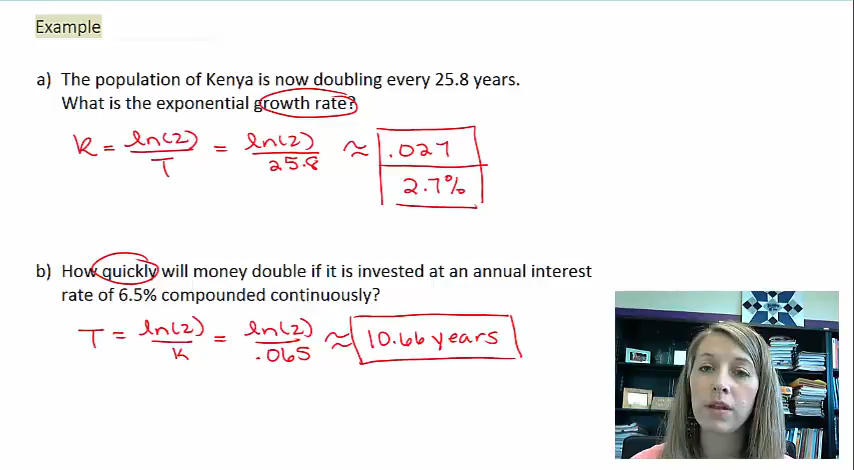 Example
a) The population of Kenya is now doubling every 25.8 years.
What is the exponential growth rate?
k = ln(2)/T = ln(2)/25.8 ≈ .027
2.7%
b) How quickly will money double if it is invested at an annual interest
rate of 6.5% compounded continuously?
T = ln(2)/k = ln(2)/.065 ≈ 10.66 years